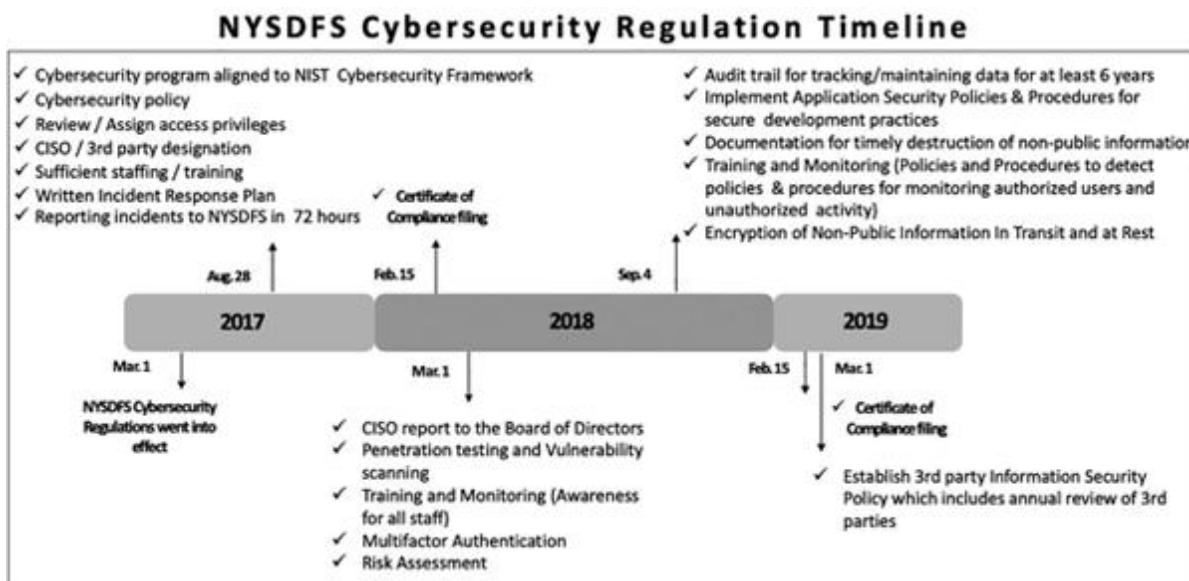 NYSDFS Cybersecurity Regulation Timeline
✓ Cybersecurity program aligned to NIST Cybersecurity Framework
✓ Cybersecurity policy
✓ Review / Assign access privileges
✓ CISO / 3rd party designation
✓ Sufficient staffing / training
✓ Written Incident Response Plan
✓ Reporting incidents to NYSDFS in 72 hours
✓ Certificate of
Compliance filing
✓ Audit trail for tracking/maintaining data for at least 6 years
✓ Implement Application Security Policies & Procedures for
secure development practices
✓ Documentation for timely destruction of non-public information
✓ Training and Monitoring (Policies and Procedures to detect
policies & procedures for monitoring authorized users and
unauthorized activity)
✓ Encryption of Non-Public Information In Transit and at Rest
Aug. 28
Feb. 15
Sep. 4
2017
2018
2019
Mar. 1
NYSDFS Cybersecurity
Regulations went into
effect
Mar. 1
✓ CISO report to the Board of Directors
✓ Penetration testing and Vulnerability
scanning
✓ Training and Monitoring (Awareness
for all staff)
✓ Multifactor Authentication
✓ Risk Assessment
Feb. 15
Mar. 1
✓ Certificate of
Compliance filing
✓ Establish 3rd party Information Security
Policy which includes annual review of 3rd
parties